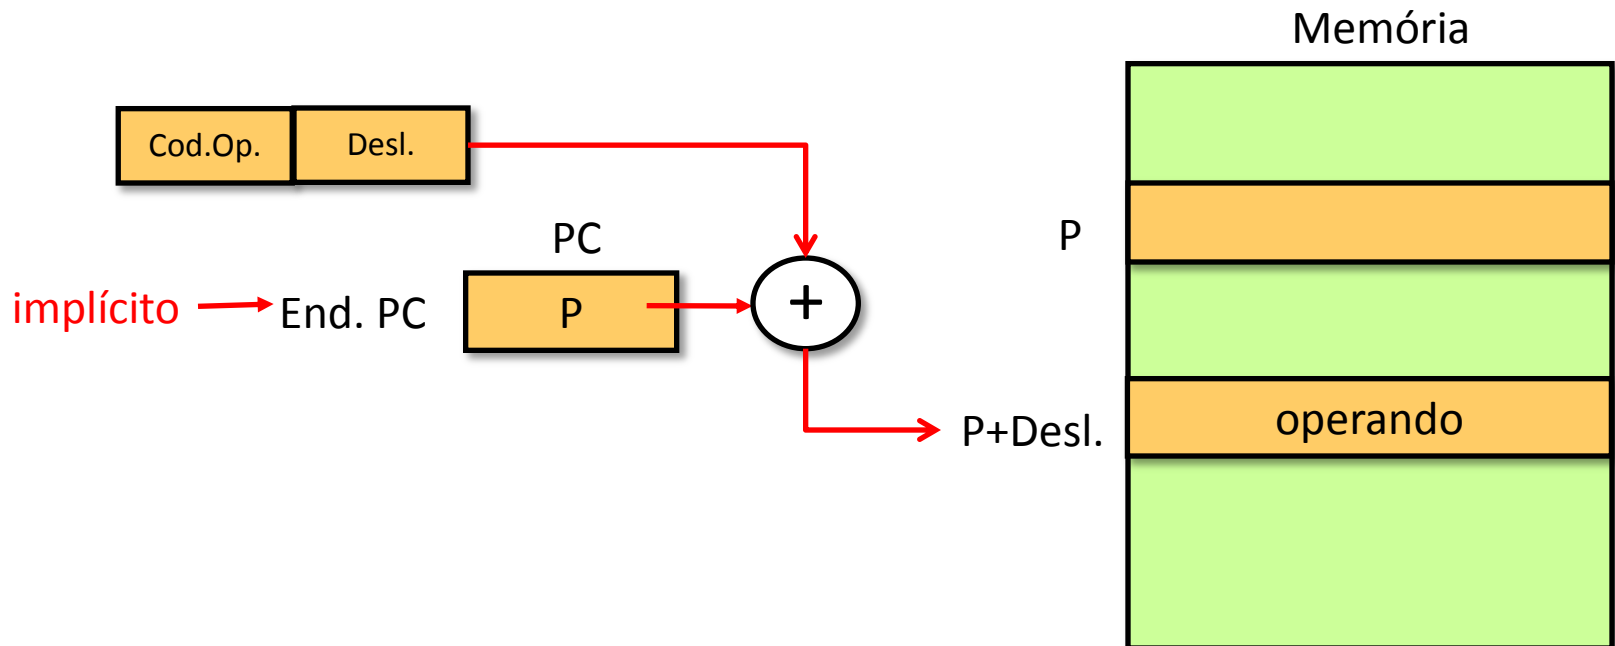 Memória
Cod.Op. Desl.
PC
P
implícito End. PC P +
P+Desl. operando